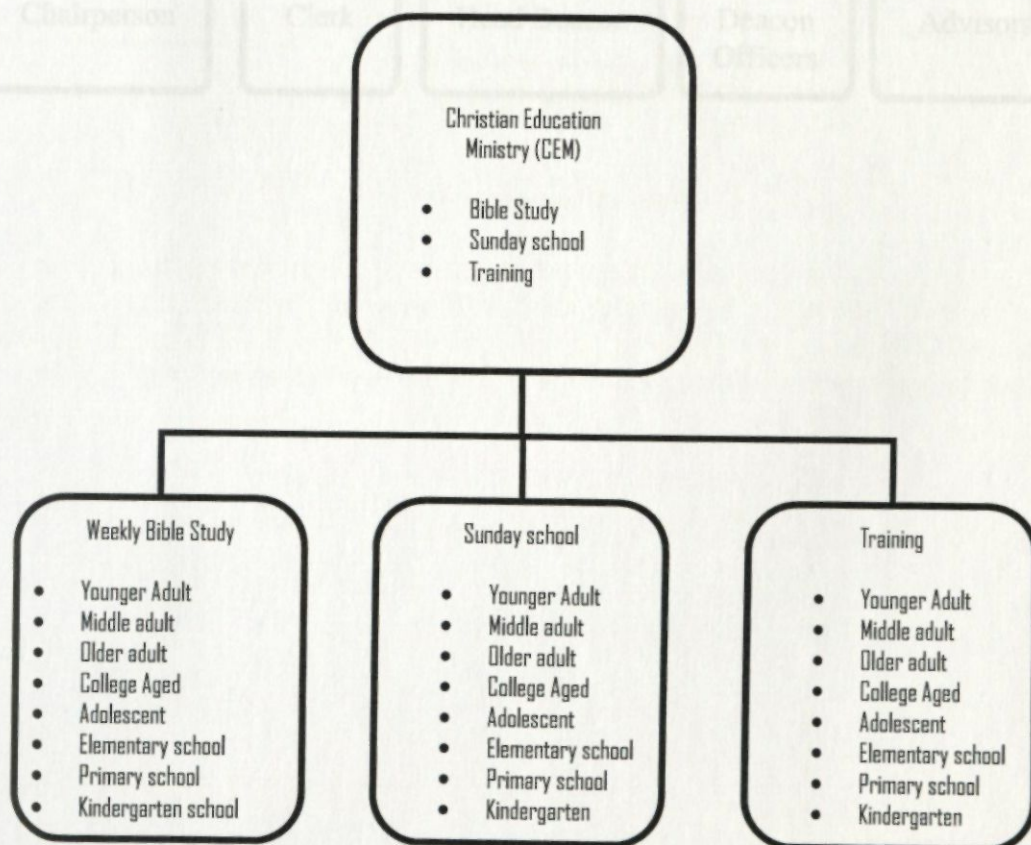 Chairperson
Clerk
Deacon
Officers
Christian Education
Ministry (CEM)
• Bible Study
• Sunday school
• Training
Weekly Bible Study
• Younger Adult
• Middle adult
• Older adult
• College Aged
• Adolescent
• Elementary school
• Primary school
• Kindergarten school
Sunday school
• Younger Adult
• Middle adult
• Older adult
• College Aged
• Adolescent
• Elementary school
• Primary school
• Kindergarten
Training
• Younger Adult
• Middle adult
• Older adult
• College Aged
• Adolescent
• Elementary school
• Primary school
• Kindergarten